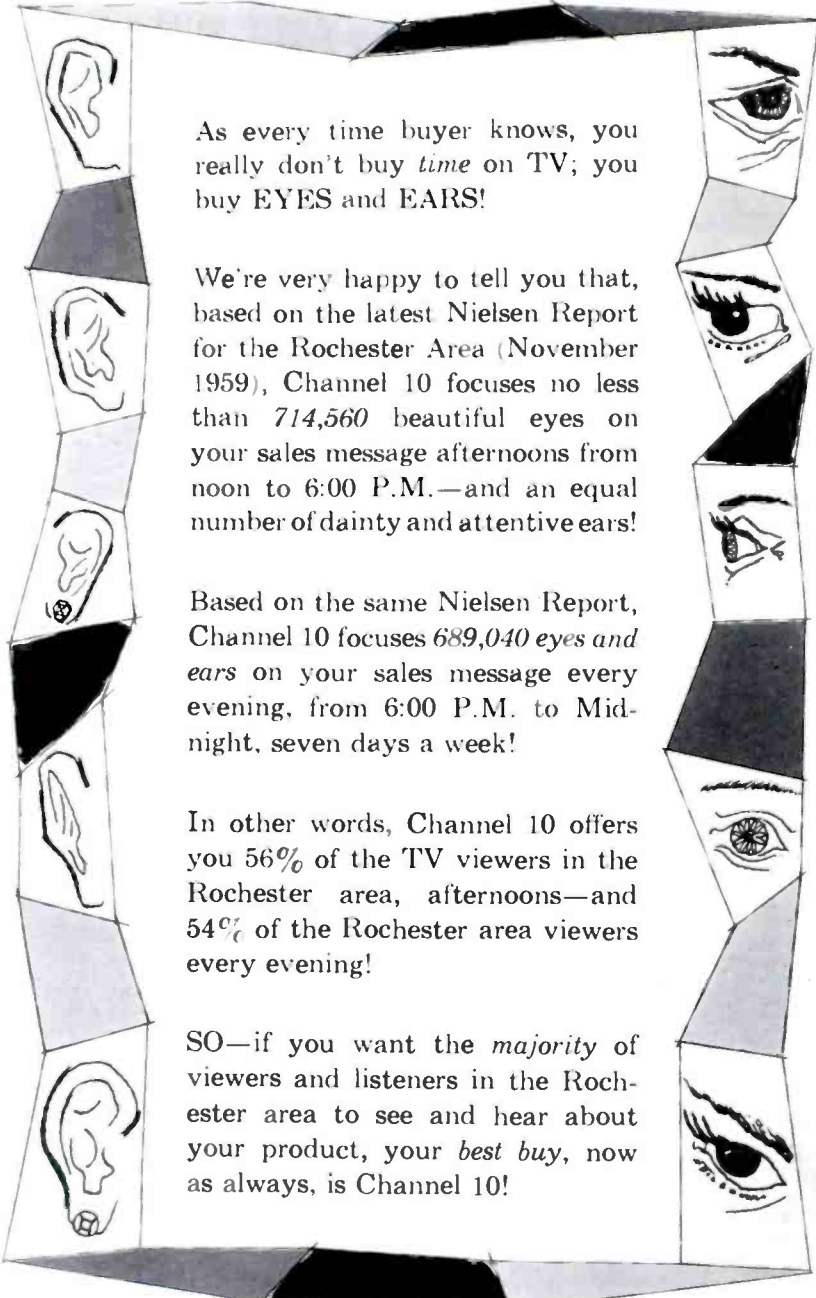 As every time buyer knows, you
really don't buy time on TV; you
buy EYES and EARS!
We're very happy to tell you that,
based on the latest Nielsen Report
for the Rochester Area (November
1959), Channel 10 focuses no less
than 714,560 beautiful eyes on
your sales message afternoons from
noon to 6:00 P.M.—and an equal
number of dainty and attentive ears!
Based on the same Nielsen Report,
Channel 10 focuses 689,040 eyes and
ears on your sales message every
evening, from 6:00 P.M. to Mid-
night, seven days a week!
In other words, Channel 10 offers
you 56% of the TV viewers in the
Rochester area, afternoons—and
54% of the Rochester area viewers
every evening!
SO—if you want the majority of
viewers and listeners in the Roch-
ester area to see and hear about
your product, your best buy, now
as always, is Channel 10!